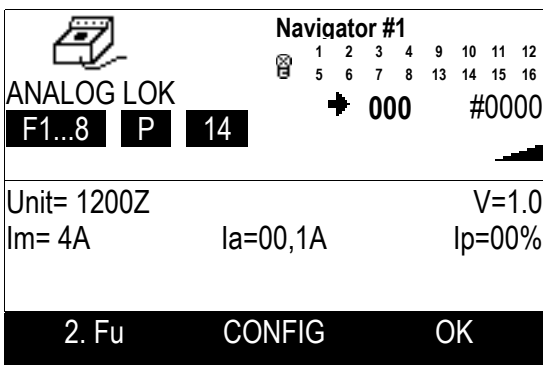 Navigator #1
1 2 3 4 9 10 11 12
5 6 7 8 13 14 15 16
ANALOG LOK
000 #0000
F1...8 P 14
Unit= 1200Z V=1.0
Im= 4A Ia=00,1A Ip=00%
2. Fu CONFIG OK